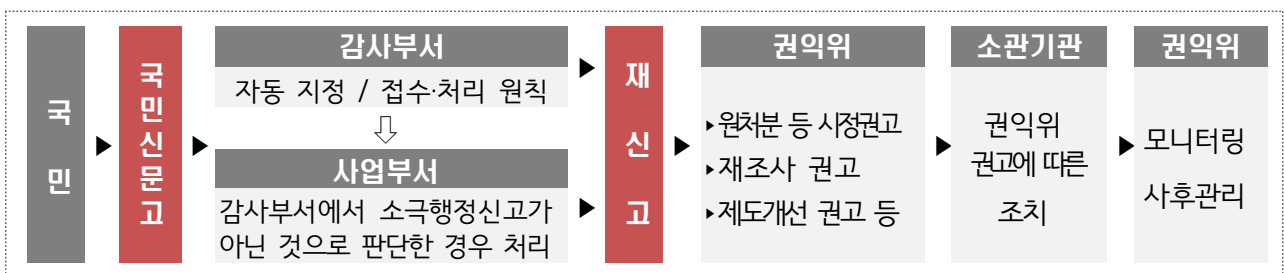 국민
▶
국민신문고
▶
감사부서
자동 지정 / 접수·처리 원칙
⇩
사업부서
감사부서에서 소극행정신고가
아닌 것으로 판단한 경우 처리
▶
▶
재신고
▶
권익위
▸원처분 등 시정권고
▸재조사 권고
▸제도개선 권고 등
▶
소관기관
권익위
권고에 따른
조치
▶
권익위
모니터링
사후관리